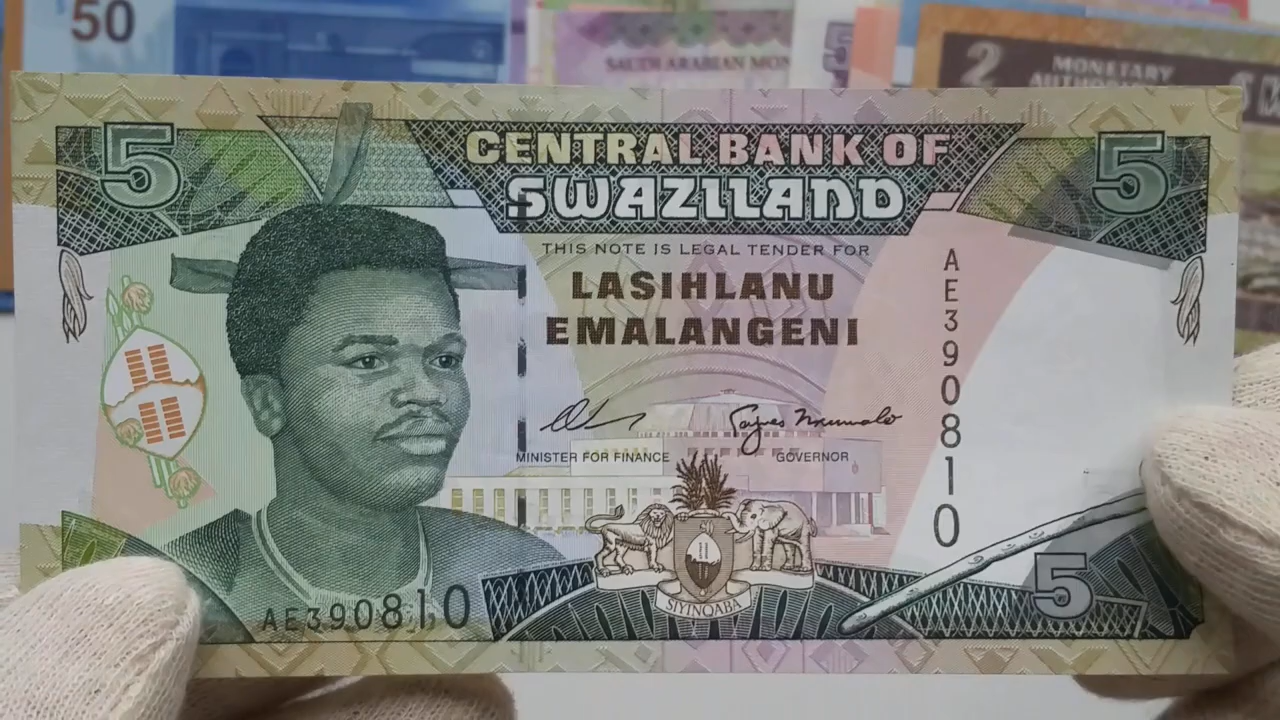 50
SAUDI ARABIAN MON
5
2
MONETARY
5
5
CENTRAL BANK OF
SWAZILAND
THIS NOTE IS LEGAL TENDER FOR
LASIHLANU
EMALANGENI
AE390810
MINISTER FOR FINANCE
GOVERNOR
SIYINQABA
AE390810
5